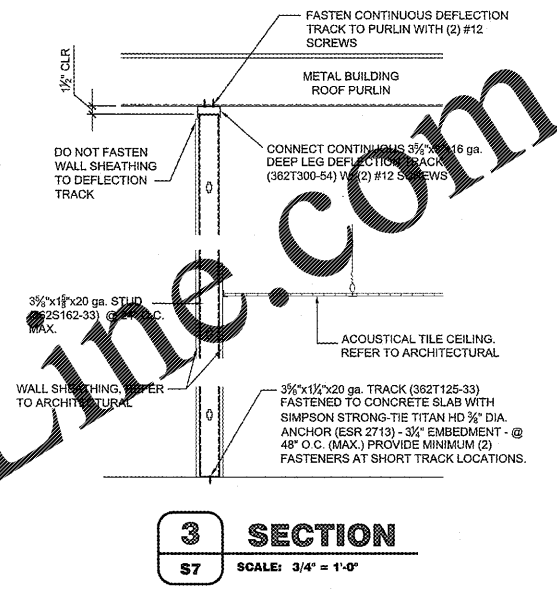 FASTEN CONTINUOUS DEFLECTION
TRACK TO PURLIN WITH (2) #12
SCREWS
1½" CLR
METAL BUILDING
ROOF PURLIN
DO NOT FASTEN
WALL SHEATHING
TO DEFLECTION
TRACK
CONNECT CONTINUOUS 3⅝" 16 ga.
DEEP LEG DEFLECTION TRACK
(362T300-54) (2) #12 SCREWS
3⅝"x1⅝"x20 ga. STUD
(362S162-33) @ 24" O.C.
MAX.
ACOUSTICAL TILE CEILING.
REFER TO ARCHITECTURAL
WALL SHEATHING, REFER
TO ARCHITECTURAL
3⅝"x1¼"x20 ga. TRACK (362T125-33)
FASTENED TO CONCRETE SLAB WITH
SIMPSON STRONG-TIE TITAN HD ⅜" DIA.
ANCHOR (ESR 2713) - 3¼" EMBEDMENT - @
48" O.C. (MAX.) PROVIDE MINIMUM (2)
FASTENERS AT SHORT TRACK LOCATIONS.
Line.com
3 SECTION
S7 SCALE: 3/4" = 1'-0"